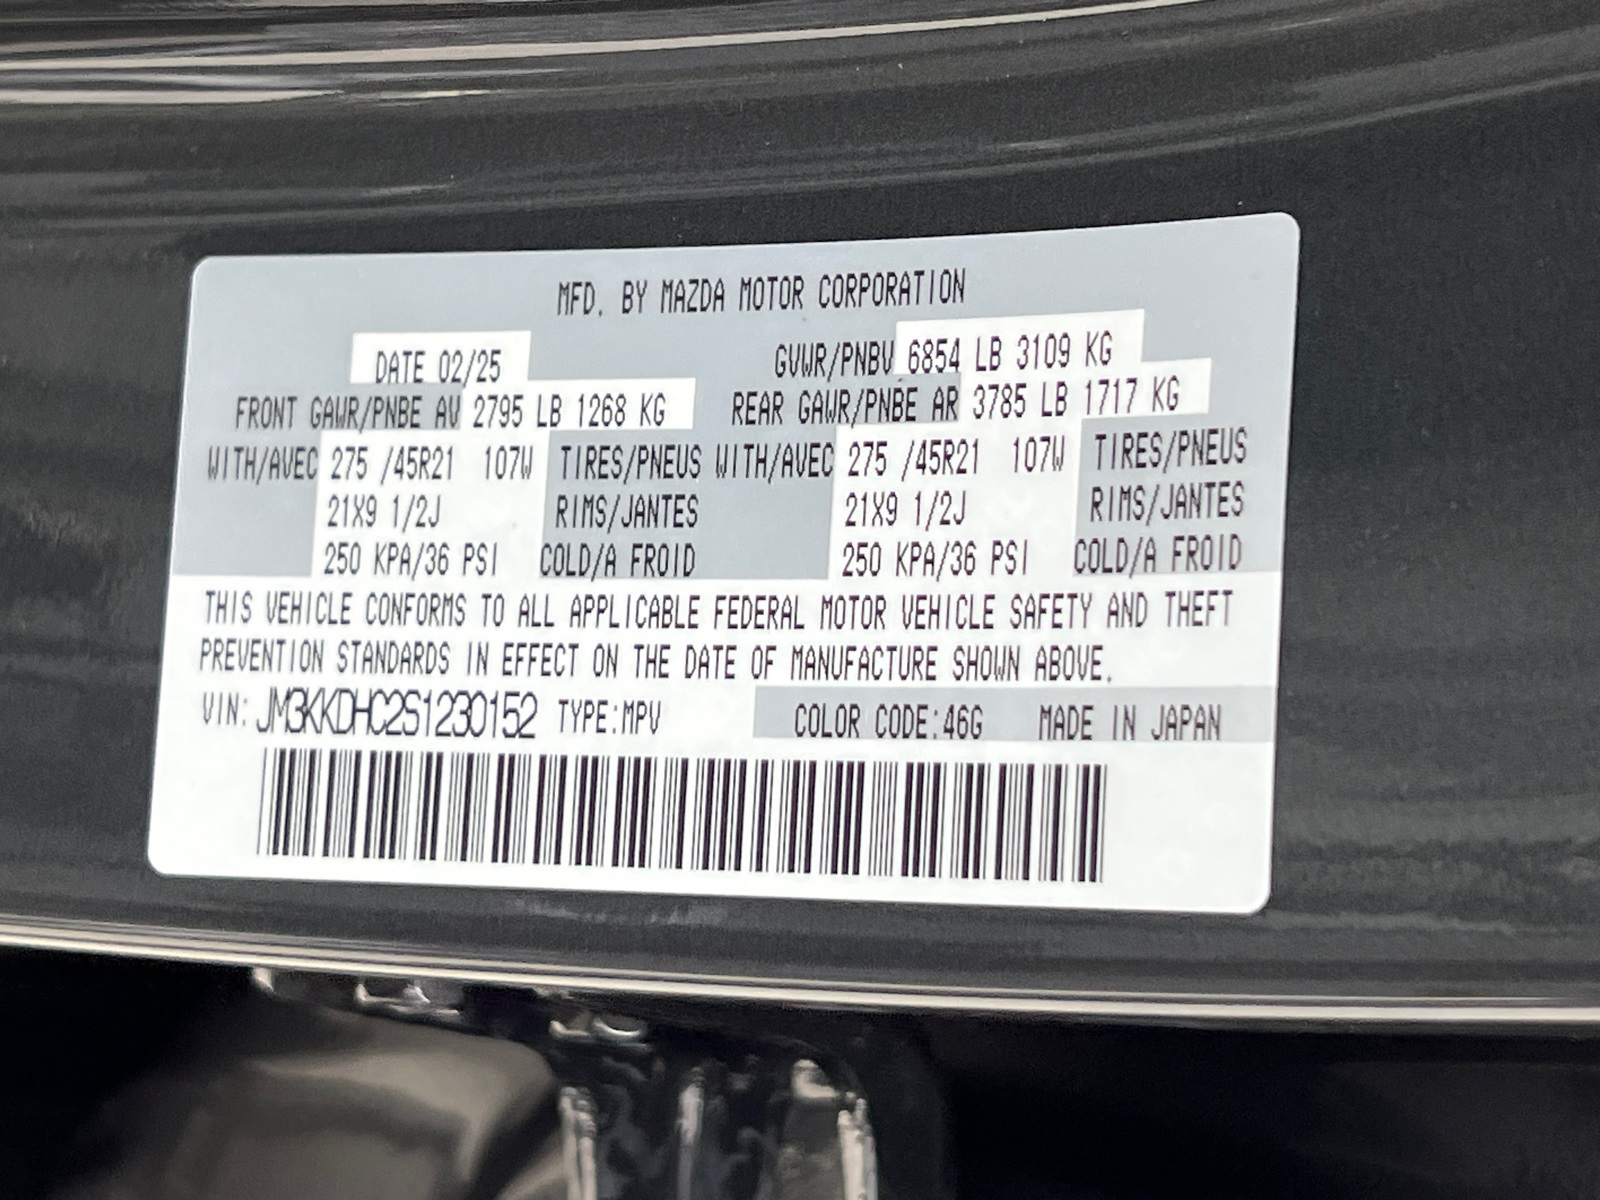 MFD. BY MAZDA MOTOR CORPORATION
DATE 02/25 GVWR/PNBV 6854 LB 3109 KG
FRONT GAWR/PNBE AV 2795 LB 1268 KG REAR GAWR/PNBE AR 3785 LB 1717 KG
WITH/AVEC 275 /45R21 107W TIRES/PNEUS WITH/AVEC 275 /45R21 107W TIRES/PNEUS
21X9 1/2J RIMS/JANTES 21X9 1/2J RIMS/JANTES
250 KPA/36 PSI COLD/A FROID 250 KPA/36 PSI COLD/A FROID
THIS VEHICLE CONFORMS TO ALL APPLICABLE FEDERAL MOTOR VEHICLE SAFETY AND THEFT
PREVENTION STANDARDS IN EFFECT ON THE DATE OF MANUFACTURE SHOWN ABOVE.
VIN: JM3KKDHC2S1230152 TYPE:MPV COLOR CODE:46G MADE IN JAPAN